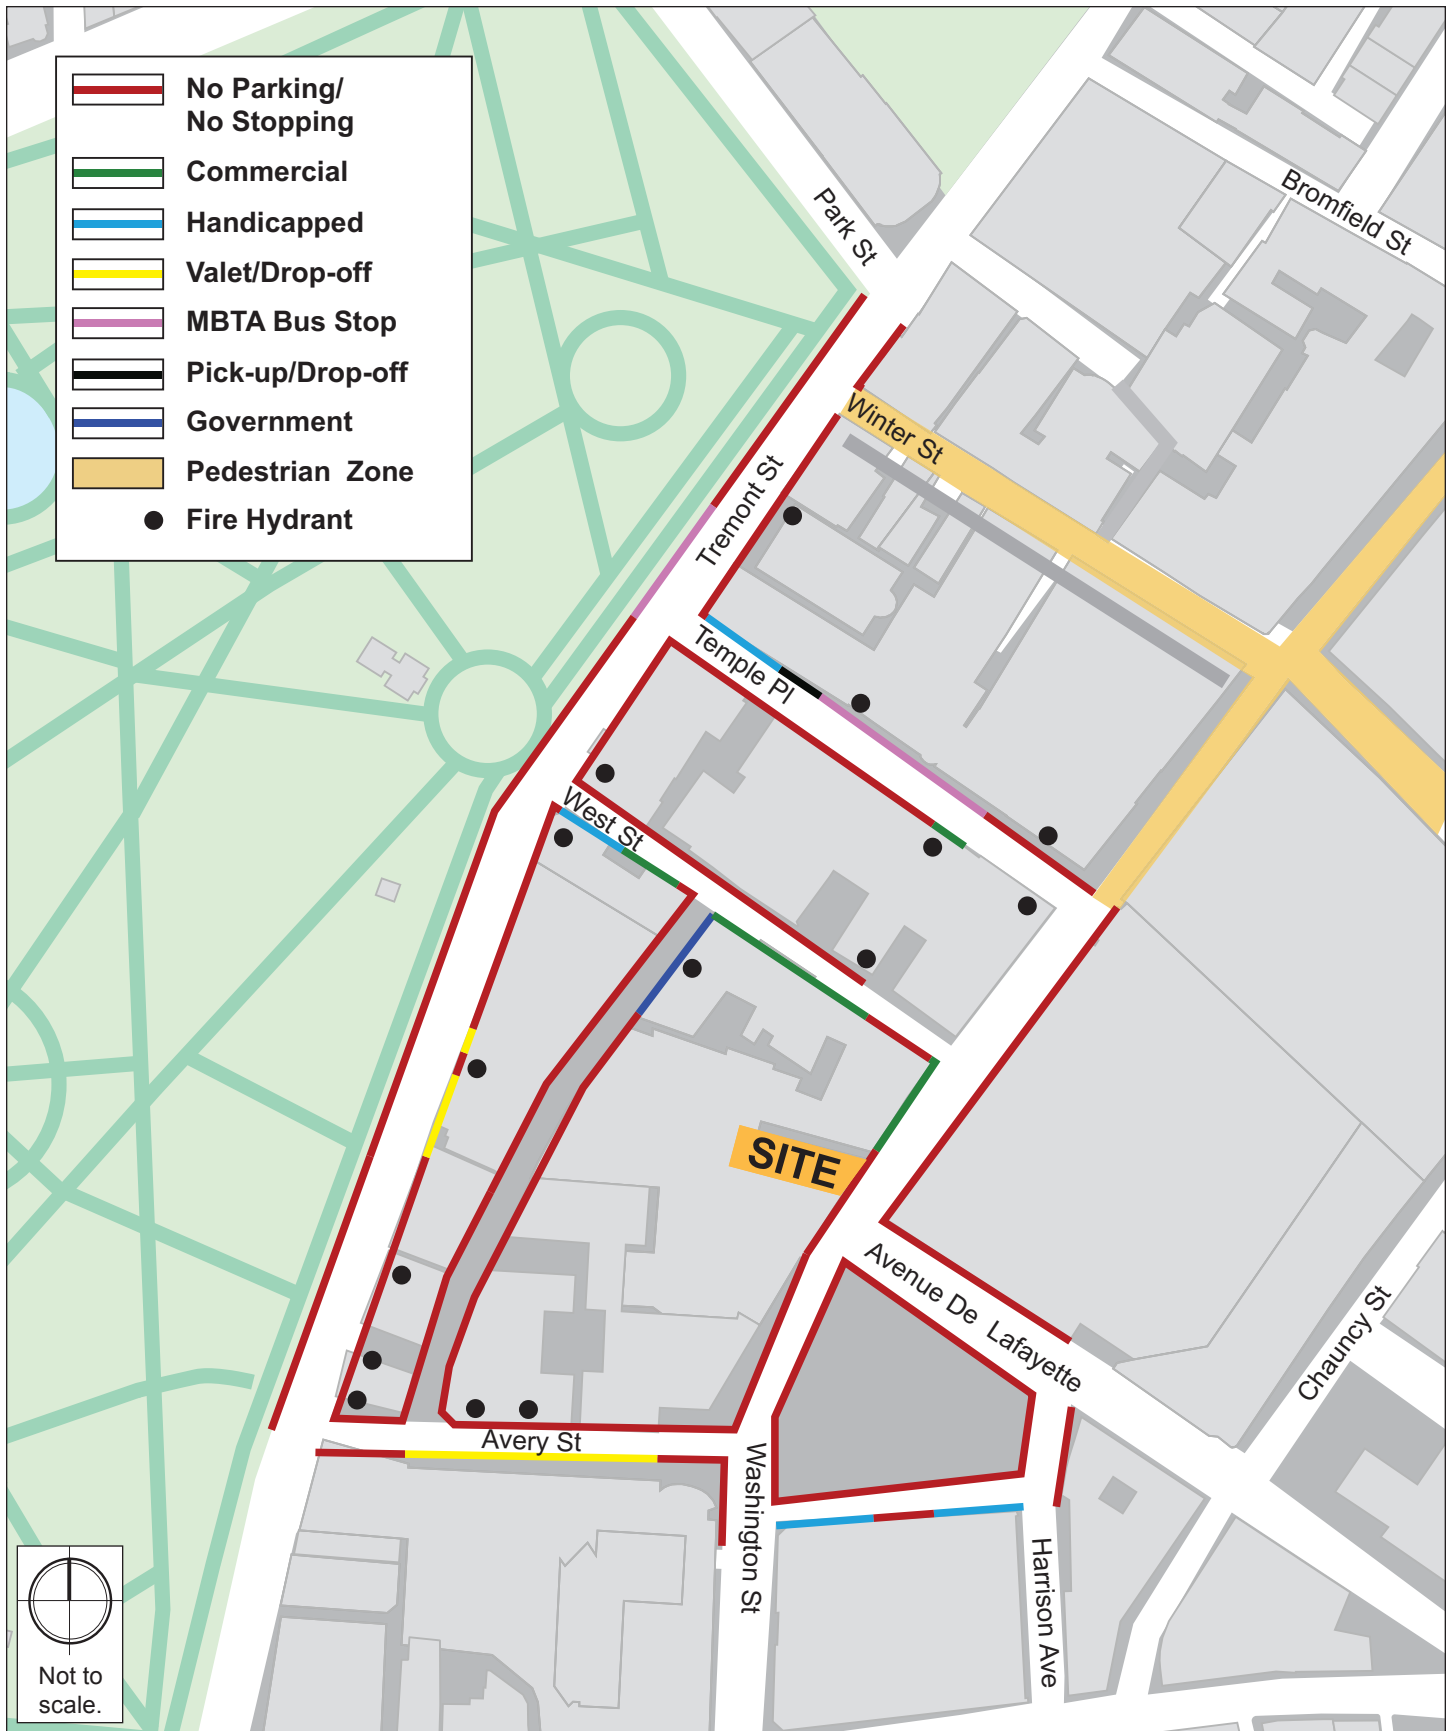 No Parking/
No Stopping
Commercial
Handicapped
Valet/Drop-off
MBTA Bus Stop
Pick-up/Drop-off
Government
Pedestrian Zone
Fire Hydrant
Park St
Bromfield St
Winter St
Tremont St
Temple Pl
West St
SITE
Avenue De Lafayette
Chauncy St
Avery St
Washington St
Harrison Ave
Not to
scale.